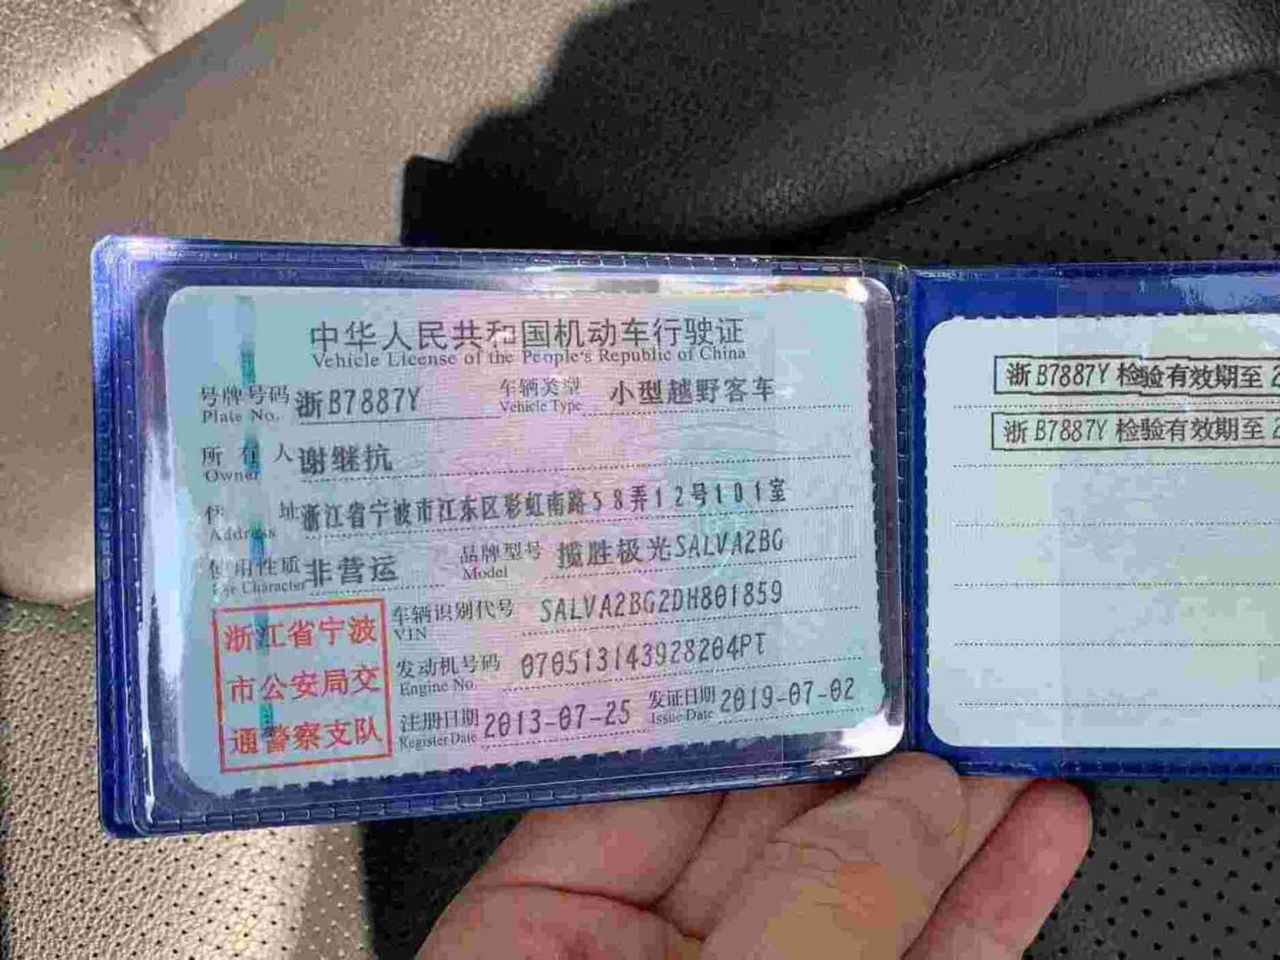 中华人民共和国机动车行驶证
Vehicle License of the People's Republic of China
号牌号码 浙B7887Y 车辆类型 小型越野客车
Plate No. Vehicle Type
所有人 谢继抗
Owner
住址 浙江省宁波市江东区彩虹南路58弄12号101室
Address
使用性质 非营运 品牌型号 揽胜极光SALVA2BG
Use Character Model
车辆识别代号 SALVA2BG2DH801859
VIN
发动机号码 070513143928204PT
Engine No.
注册日期 2013-07-25 发证日期 2019-07-02
Register Date Issue Date
浙江省宁波
市公安局交
通警察支队
浙B7887Y 检验有效期至 2
浙B7887Y 检验有效期至 2